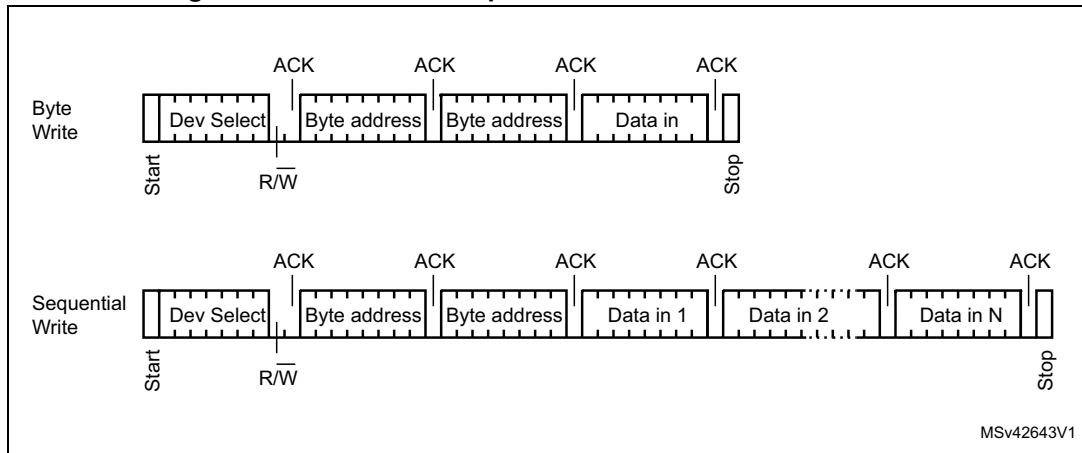 ACK ACK ACK ACK
Byte Write
Dev Select Byte address Byte address Data in
Start R/W̅ Stop
ACK ACK ACK ACK ACK
Sequential Write
Dev Select Byte address Byte address Data in 1 Data in 2 Data in N
Start R/W̅ Stop
MSv42643V1